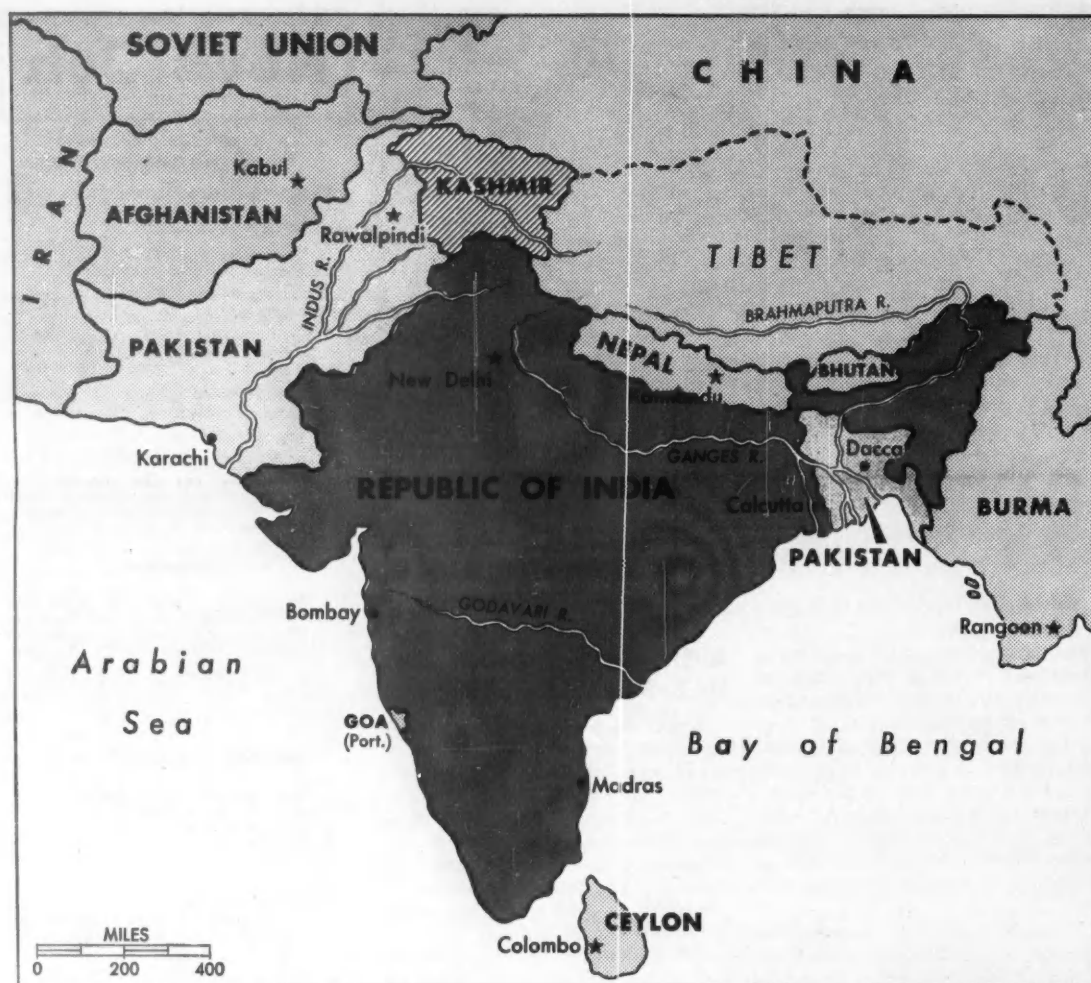 SOVIET UNION
CHINA
IRAN
Kabul
AFGHANISTAN
KASHMIR
Rawalpindi
INDUS R.
TIBET
BRAHMAPUTRA R.
PAKISTAN
NEPAL
BHUTAN
New Delhi
Karachi
Dacca
GANGES R.
REPUBLIC OF INDIA
Calcutta
BURMA
PAKISTAN
Bombay
GODAVARI R.
Rangoon
Arabian
Sea
GOA
(Port.)
Bay of Bengal
Madras
CEYLON
Colombo
MILES
0 200 400